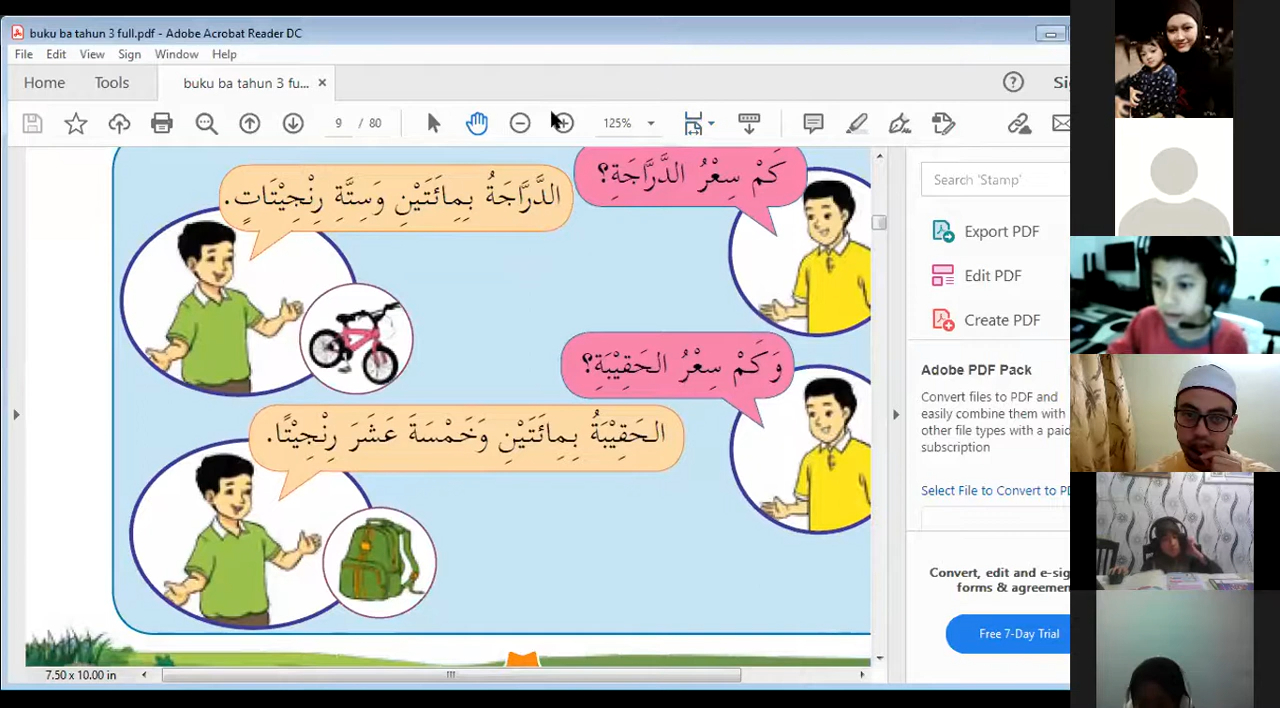 buku ba tahun 3 full.pdf - Adobe Acrobat Reader DC
File Edit View Sign Window Help
Home Tools buku ba tahun 3 fu... ×
9 / 80 125%
كَمْ سِعْرُ الدَّرَّاجَةِ؟
الدَّرَّاجَةُ بِمِائَتَيْنِ وَسِتَّةِ رِنْجِيْتَاتٍ.
وَكَمْ سِعْرُ الحَقِيْبَةِ؟
الحَقِيْبَةُ بِمِائَتَيْنِ وَخَمْسَةَ عَشَرَ رِنْجِيْتًا.
7.50 x 10.00 in
Search 'Stamp'
Export PDF
Edit PDF
Create PDF
Adobe PDF Pack
Convert files to PDF and
easily combine them with
other file types with a paid
subscription
Select File to Convert to PD
Convert, edit and e-sig
forms & agreemen
Free 7-Day Trial